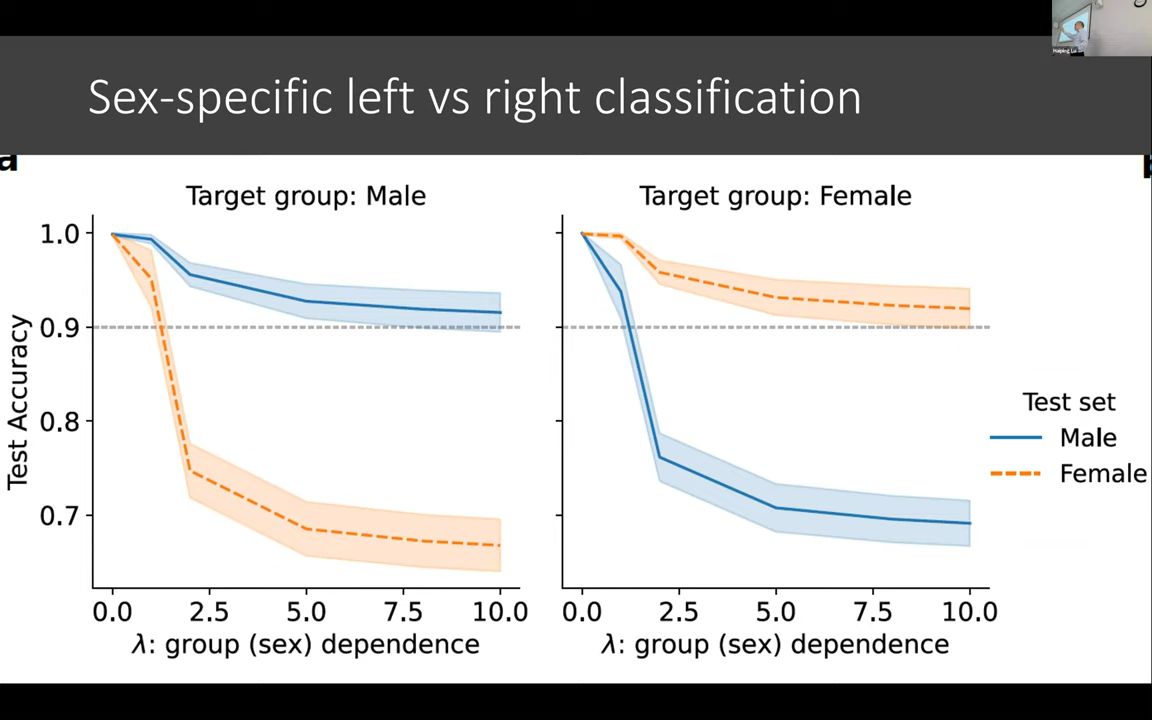 Haiping Lu
Sex-specific left vs right classification
a
Target group: Male
Target group: Female
1.0
0.9
0.8
0.7
Test Accuracy
0.0 2.5 5.0 7.5 10.0
λ: group (sex) dependence
0.0 2.5 5.0 7.5 10.0
λ: group (sex) dependence
Test set
Male
Female